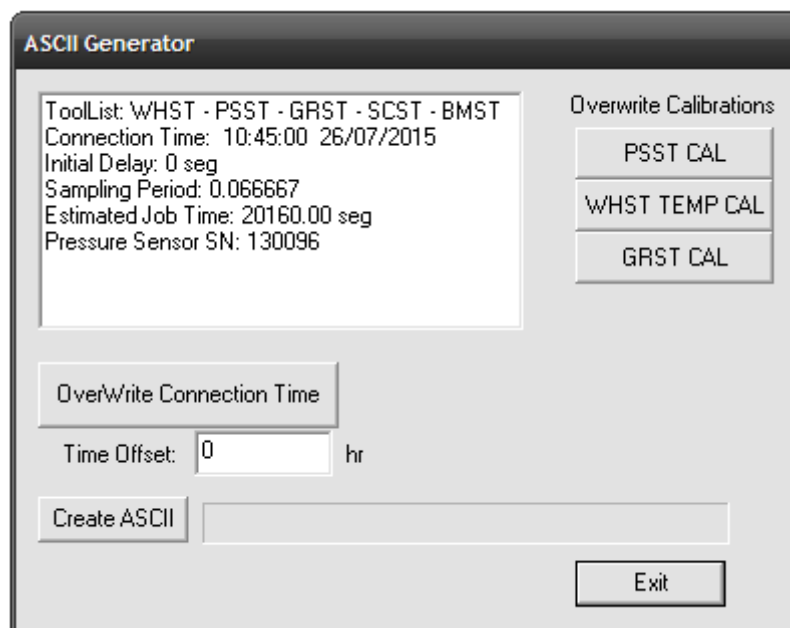 ASCII Generator
ToolList: WHST - PSST - GRST - SCST - BMST
Connection Time:  10:45:00  26/07/2015
Initial Delay: 0 seg
Sampling Period: 0.066667
Estimated Job Time: 20160.00 seg
Pressure Sensor SN: 130096
Overwrite Calibrations
PSST CAL
WHST TEMP CAL
GRST CAL
OverWrite Connection Time
Time Offset: 0 hr
Create ASCII
Exit